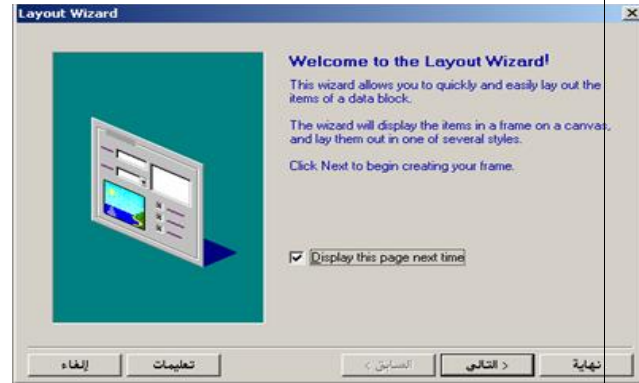 Layout Wizard
Welcome to the Layout Wizard!
This wizard allows you to quickly and easily lay out the
items of a data block.
The wizard will display the items in a frame on a canvas,
and lay them out in one of several styles.
Click Next to begin creating your frame.
Display this page next time
إلغاء تعليمات السابق > < التالى نهاية